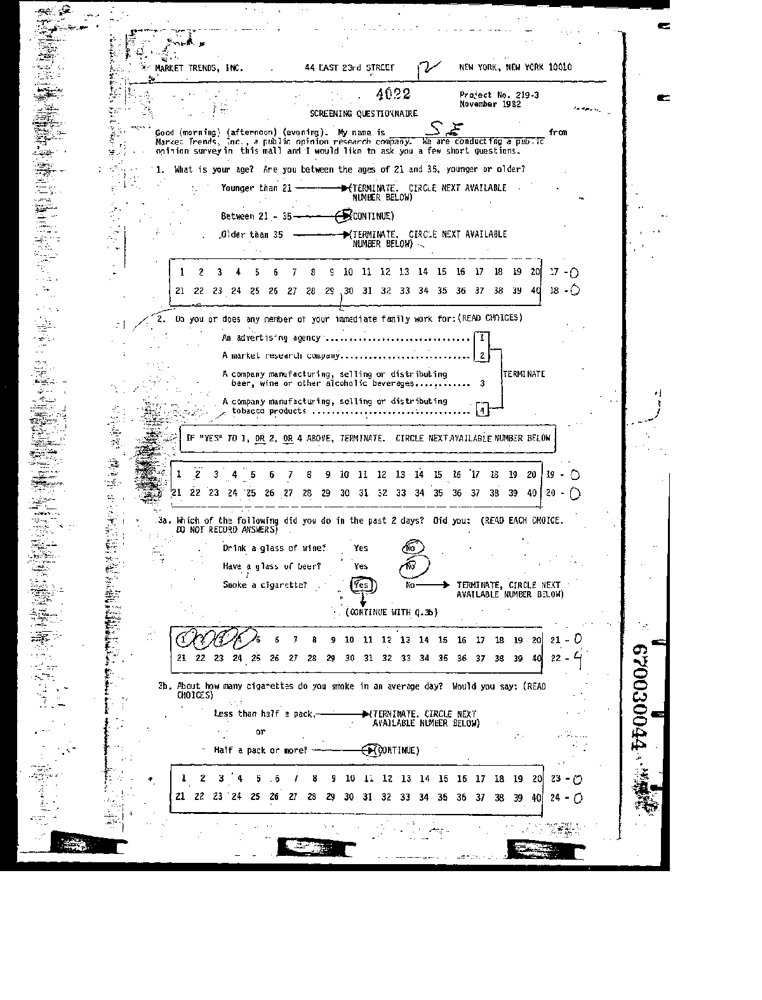 MARKET TRENDS, INC. 44 EAST 23rd STREET 12 NEW YORK, NEW YORK 10010
4022 Project No. 219-3
November 1982
SCREENING QUESTIONNAIRE
Good (morning) (afternoon) (evening). My name is SE from
Market Trends, Inc., a public opinion research company. We are conducting a public
opinion survey in this mall and I would like to ask you a few short questions.
1. What is your age? Are you between the ages of 21 and 35, younger or older?
Younger than 21 (TERMINATE. CIRCLE NEXT AVAILABLE
NUMBER BELOW)
Between 21 - 35 (CONTINUE)
Older than 35 (TERMINATE. CIRCLE NEXT AVAILABLE
NUMBER BELOW)
1 2 3 4 5 6 7 8 9 10 11 12 13 14 15 16 17 18 19 20 17 - 0
21 22 23 24 25 26 27 28 29 30 31 32 33 34 35 36 37 38 39 40 18 - 0
2. Do you or does any member of your immediate family work for: (READ CHOICES)
An advertising agency .............................. 1
A market research company........................... 2
A company manufacturing, selling or distributing TERMINATE
beer, wine or other alcoholic beverages............ 3
A company manufacturing, selling or distributing
tobacco products ................................. 4
IF "YES" TO 1, OR 2, OR 4 ABOVE, TERMINATE. CIRCLE NEXT AVAILABLE NUMBER BELOW
1 2 3 4 5 6 7 8 9 10 11 12 13 14 15 16 17 18 19 20 19 - 0
21 22 23 24 25 26 27 28 29 30 31 32 33 34 35 36 37 38 39 40 20 - 0
3a. Which of the following did you do in the past 2 days? Did you: (READ EACH CHOICE.
DO NOT RECORD ANSWERS)
Drink a glass of wine? Yes No
Have a glass of beer? Yes No
Smoke a cigarette? Yes No TERMINATE, CIRCLE NEXT
AVAILABLE NUMBER BELOW)
(CONTINUE WITH Q.3b)
1 2 3 4 5 6 7 8 9 10 11 12 13 14 15 16 17 18 19 20 21 - 0
21 22 23 24 25 26 27 28 29 30 31 32 33 34 35 36 37 38 39 40 22 - 4
3b. About how many cigarettes do you smoke in an average day? Would you say: (READ
CHOICES)
Less than half a pack, (TERMINATE. CIRCLE NEXT
AVAILABLE NUMBER BELOW)
or
Half a pack or more? (CONTINUE)
1 2 3 4 5 6 7 8 9 10 11 12 13 14 15 16 17 18 19 20 23 - 0
21 22 23 24 25 26 27 28 29 30 31 32 33 34 35 36 37 38 39 40 24 - 0
670030044